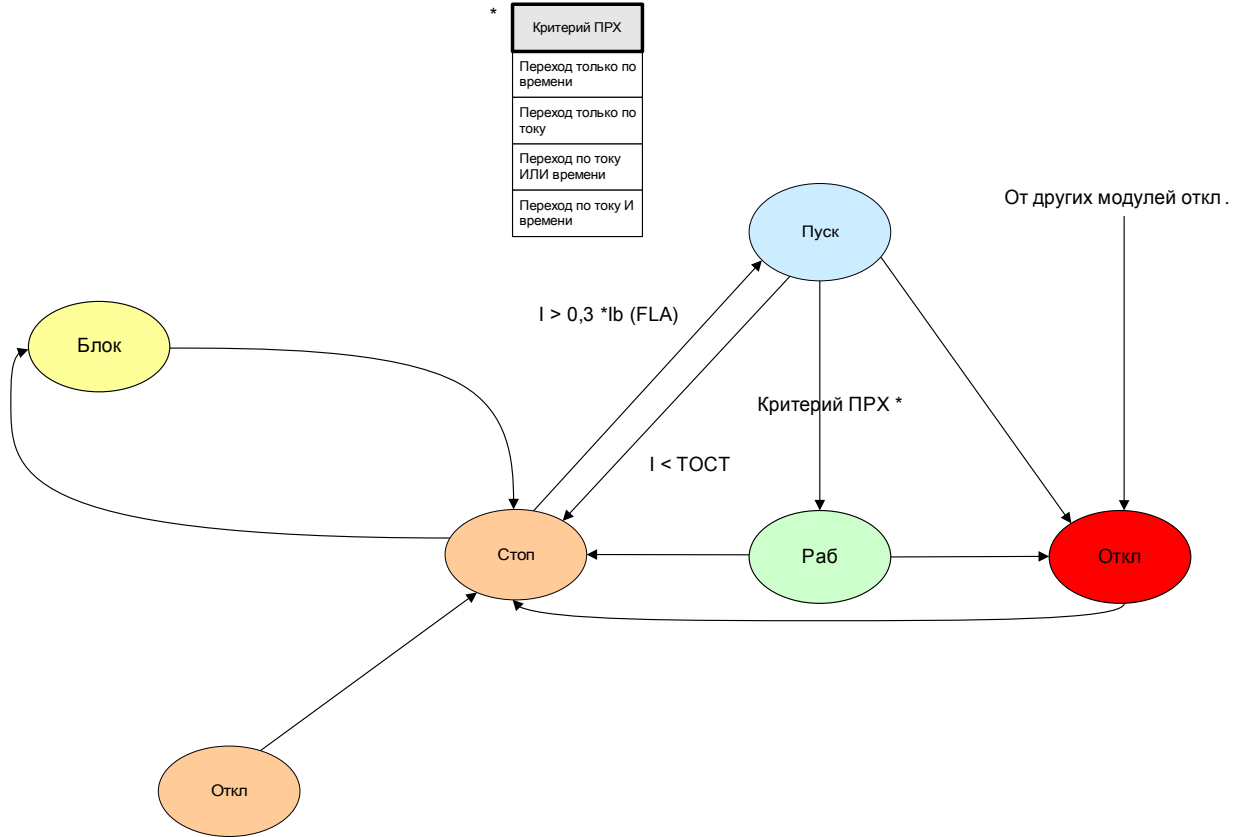 *
Критерий ПРХ
Переход только по
времени
Переход только по
току
Переход по току
ИЛИ времени
Переход по току И
времени
Пуск
От других модулей откл .
I > 0,3 *Ib (FLA)
Блок
Критерий ПРХ *
I < ТОСТ
Стоп
Раб
Откл
Откл